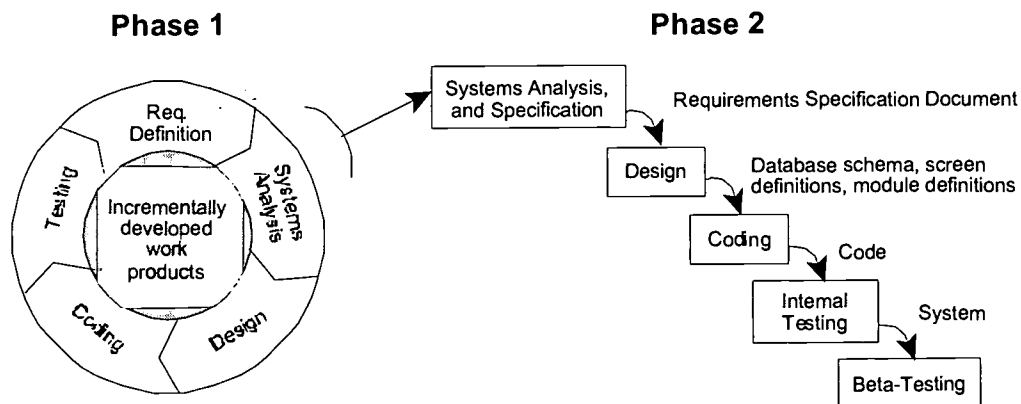 Phase 1
Phase 2
Req.
Definition
Systems
Analysis
Design
Coding
Testing
Incrementally
developed
work
products
Systems Analysis,
and Specification
Requirements Specification Document
Design
Database schema, screen
definitions, module definitions
Coding
Code
Internal
Testing
System
Beta-Testing